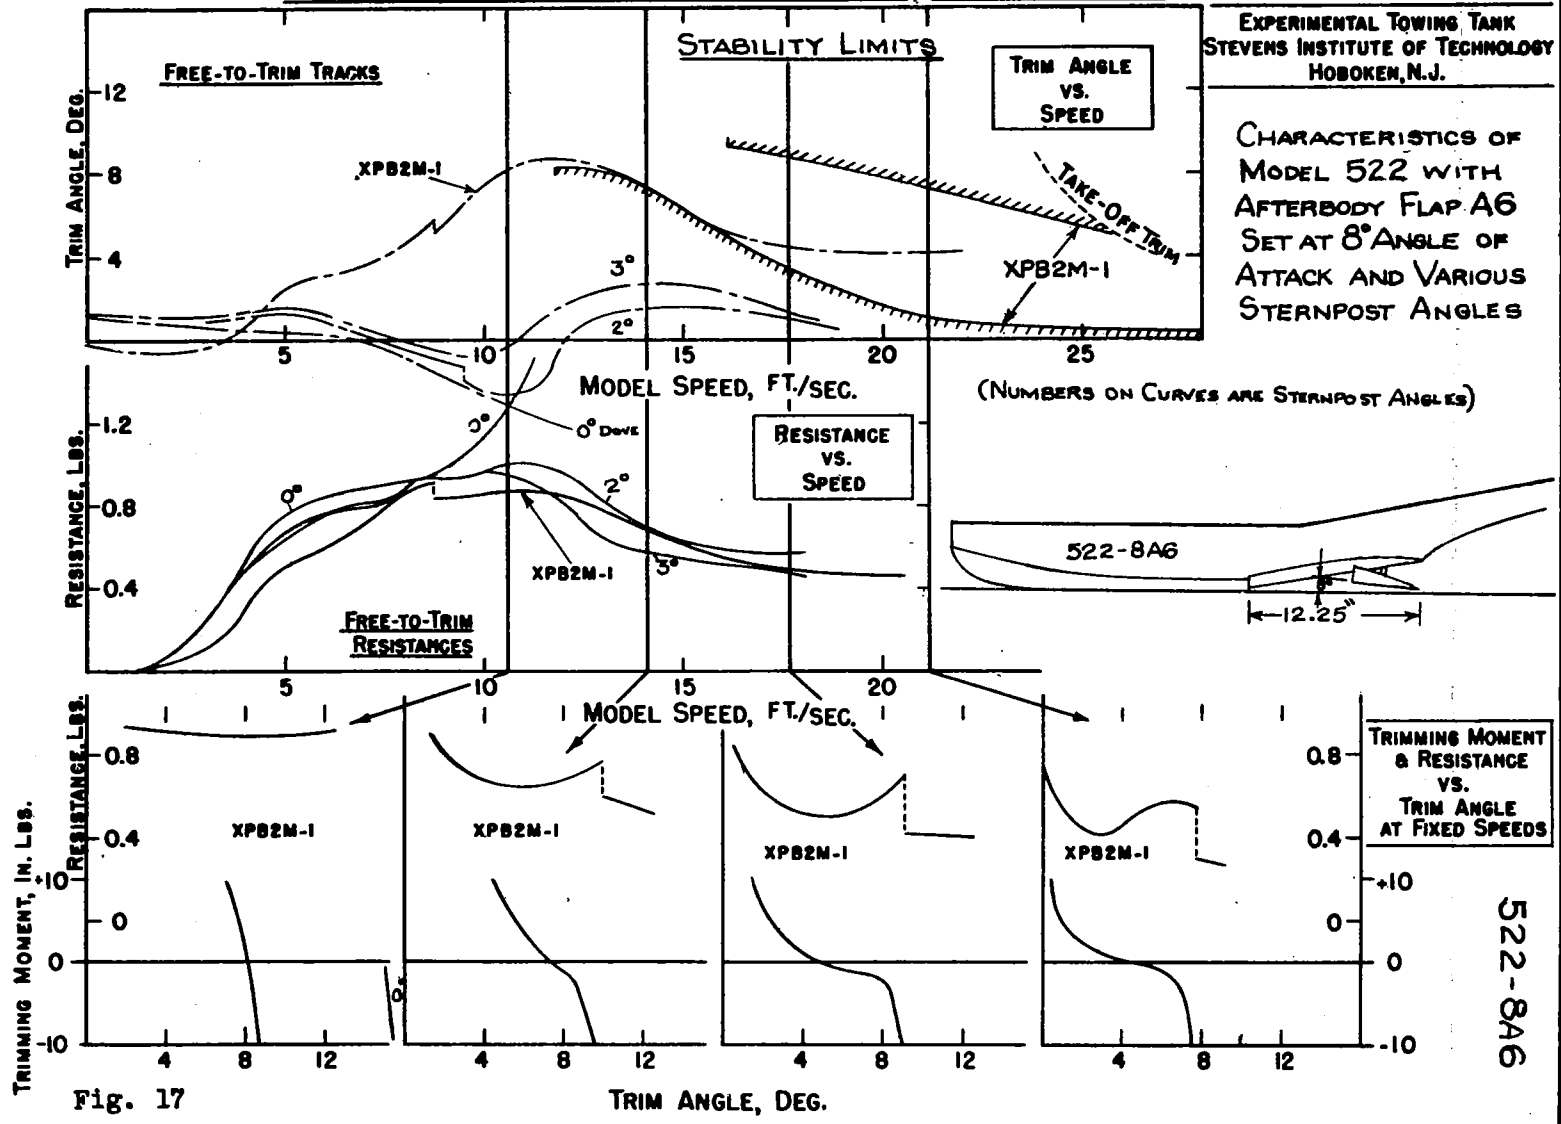 STABILITY LIMITS
FREE-TO-TRIM TRACKS
TRIM ANGLE
VS.
SPEED
TRIM ANGLE, DEG.
12
8
4
XPB2M-1
3°
2°
TAKE-OFF TRIM
XPB2M-1
5
10
15
20
25
MODEL SPEED, FT./SEC.
EXPERIMENTAL TOWING TANK
STEVENS INSTITUTE OF TECHNOLOGY
HOBOKEN, N.J.
CHARACTERISTICS OF
MODEL 522 WITH
AFTERBODY FLAP A6
SET AT 8° ANGLE OF
ATTACK AND VARIOUS
STERNPOST ANGLES
(NUMBERS ON CURVES ARE STERNPOST ANGLES)
RESISTANCE, LBS.
1.2
0.8
0.4
0°
0° DOVE
0°
2°
3°
XPB2M-1
RESISTANCE
VS.
SPEED
FREE-TO-TRIM
RESISTANCES
5
10
15
20
MODEL SPEED, FT./SEC.
522-8A6
12.25"
TRIMMING MOMENT
& RESISTANCE
VS.
TRIM ANGLE
AT FIXED SPEEDS
RESISTANCE, LBS.
0.8
0.4
0.8
0.4
XPB2M-1
XPB2M-1
XPB2M-1
XPB2M-1
TRIMMING MOMENT, IN. LBS.
+10
0
0
-10
+10
0
0
-10
0°
4
8
12
4
8
12
4
8
12
4
8
12
TRIM ANGLE, DEG.
Fig. 17
522-8A6